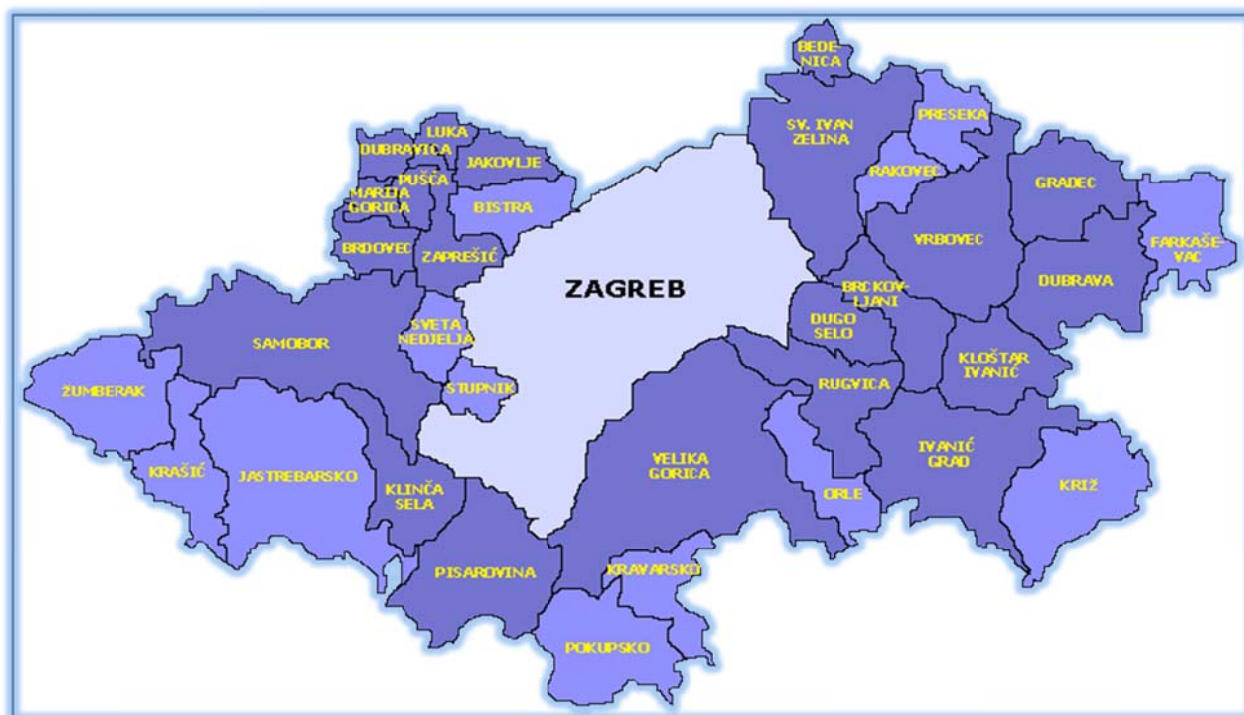 BEDE-
NICA
SV. IVAN
ZELINA
PRESEKA
RAKOVEC
LUKA
DUBRAVICA
JAKOVLJE
PUŠĆA
MARIJA
GORICA
BISTRA
BRDOVEC
ZAPREŠIĆ
GRADEC
VRBOVEC
FARKAŠE-
VAC
DUBRAVA
ZAGREB
BRCKOV-
LJANI
DUGO
SELO
SVETA
NEDJELJA
SAMOBOR
KLOŠTAR
IVANIĆ
ŽUMBERAK
STUPNIK
RUGVICA
KRAŠIĆ
JASTREBARSKO
KLINČA
SELA
VELIKA
GORICA
ORLE
IVANIĆ
GRAD
KRIŽ
PISAROVINA
KRAVARSKO
POKUPSKO